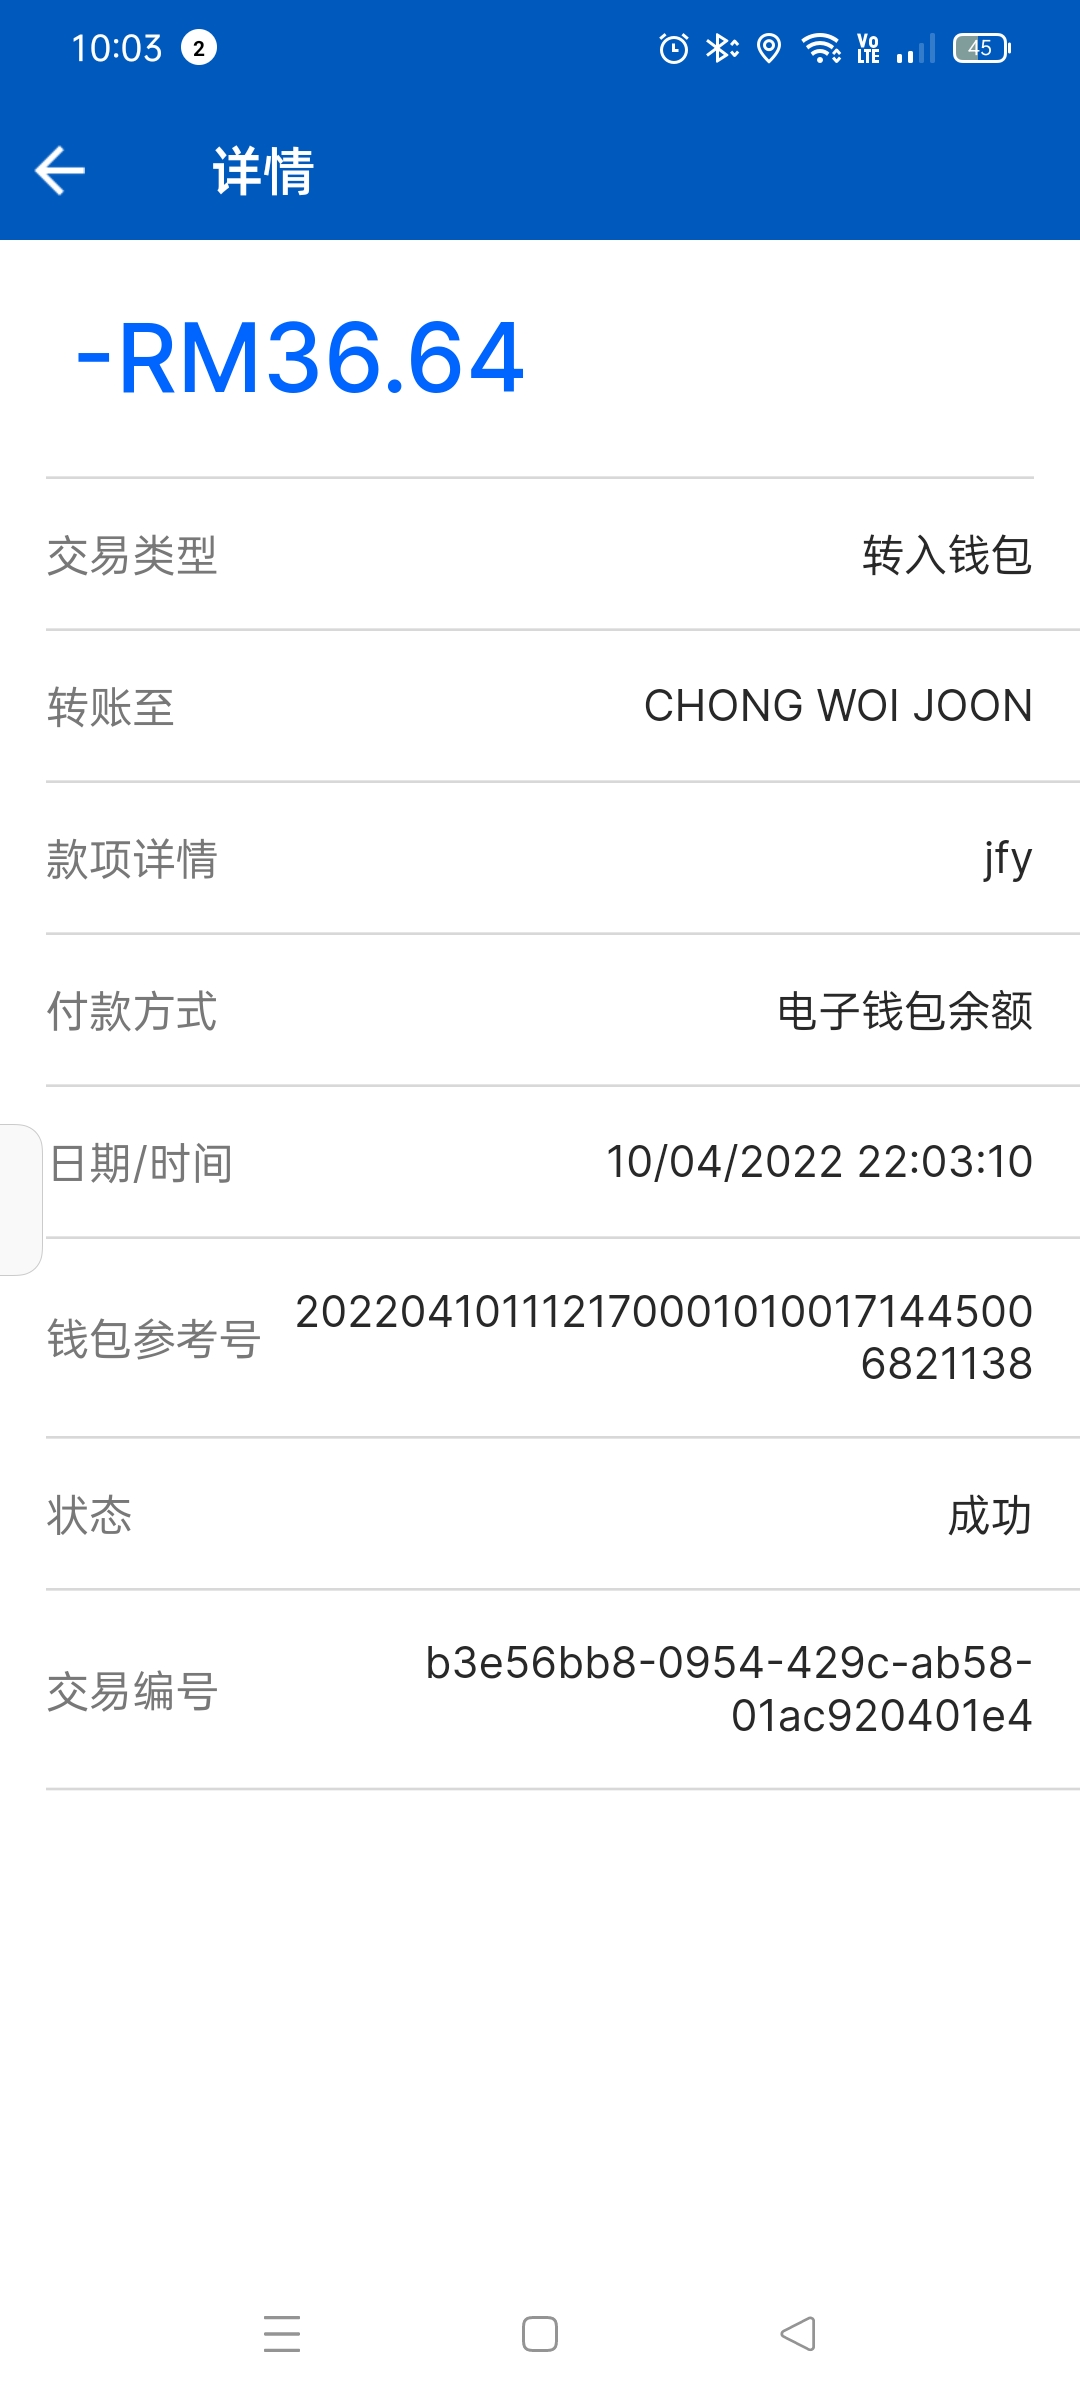 10:03 2
Vo LTE 45
详情
-RM36.64
交易类型 转入钱包
转账至 CHONG WOI JOON
款项详情 jfy
付款方式 电子钱包余额
日期/时间 10/04/2022 22:03:10
钱包参考号 2022041011121700010100171445006821138
状态 成功
交易编号 b3e56bb8-0954-429c-ab58-
01ac920401e4